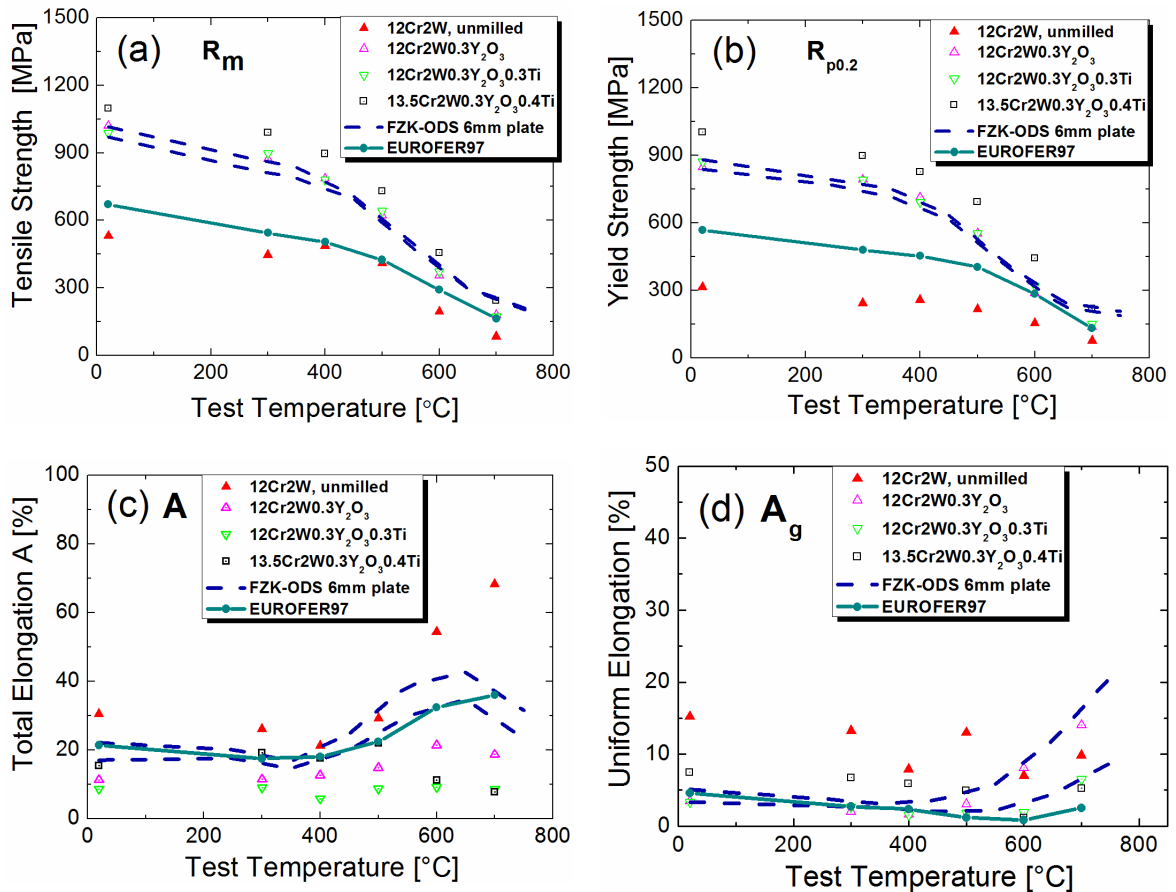 (a) Rm
12Cr2W, unmilled
12Cr2W0.3Y2O3
12Cr2W0.3Y2O30.3Ti
13.5Cr2W0.3Y2O30.4Ti
FZK-ODS 6mm plate
EUROFER97
Tensile Strength [MPa]
1500
1200
900
600
300
0
0 200 400 600 800
Test Temperature [°C]
(b) Rp0.2
12Cr2W, unmilled
12Cr2W0.3Y2O3
12Cr2W0.3Y2O30.3Ti
13.5Cr2W0.3Y2O30.4Ti
FZK-ODS 6mm plate
EUROFER97
Yield Strength [MPa]
1500
1200
900
600
300
0
0 200 400 600 800
Test Temperature [°C]
(c) A
12Cr2W, unmilled
12Cr2W0.3Y2O3
12Cr2W0.3Y2O30.3Ti
13.5Cr2W0.3Y2O30.4Ti
FZK-ODS 6mm plate
EUROFER97
Total Elongation A [%]
100
80
60
40
20
0
0 200 400 600 800
Test Temperature [°C]
(d) Ag
12Cr2W, unmilled
12Cr2W0.3Y2O3
12Cr2W0.3Y2O30.3Ti
13.5Cr2W0.3Y2O30.4Ti
FZK-ODS 6mm plate
EUROFER97
Uniform Elongation [%]
50
45
40
35
30
25
20
15
10
5
0
0 200 400 600 800
Test Temperature [°C]